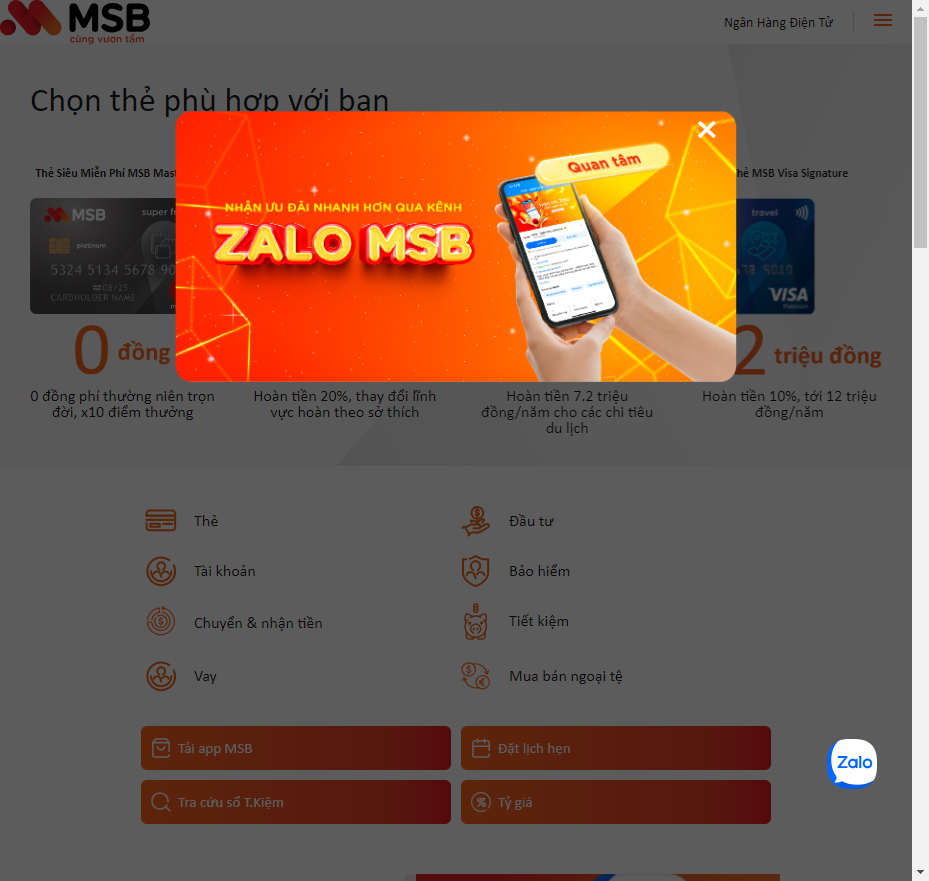 MSB
cùng vươn tầm
Ngân Hàng Điện Tử
Chọn thẻ phù hợp với bạn
Quan tâm
NHẬN ƯU ĐÃI NHANH HƠN QUA KÊNH
ZALO MSB
Thẻ Siêu Miễn Phí MSB Mast
hẻ MSB Visa Signature
MSB
super fr
travel
platinum
5324 5134 5678 90
08/25
CARDHOLDER NAME
78 9010
VISA
Platinum
0 đồng
2 triệu đồng
0 đồng phí thường niên trọn
đời, x10 điểm thưởng
Hoàn tiền 20%, thay đổi lĩnh
vực hoàn theo sở thích
Hoàn tiền 7.2 triệu
đồng/năm cho các chi tiêu
du lịch
Hoàn tiền 10%, tới 12 triệu
đồng/năm
Thẻ
Đầu tư
Tài khoản
Bảo hiểm
Chuyển & nhận tiền
Tiết kiệm
Vay
Mua bán ngoại tệ
Tải app MSB
Đặt lịch hẹn
Tra cứu sổ T.Kiệm
Tỷ giá
Zalo